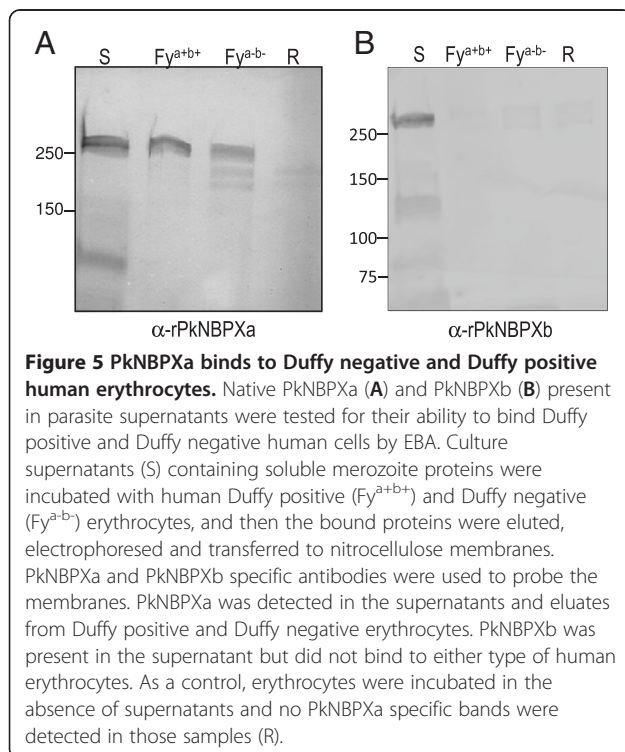 A
B
S Fy^a+b+ Fy^a-b- R
S Fy^a+b+ Fy^a-b- R
250
150
250
150
100
75
α-rPkNBPXa
α-rPkNBPXb
Figure 5 PkNBPXa binds to Duffy negative and Duffy positive
human erythrocytes. Native PkNBPXa (A) and PkNBPXb (B) present
in parasite supernatants were tested for their ability to bind Duffy
positive and Duffy negative human cells by EBA. Culture
supernatants (S) containing soluble merozoite proteins were
incubated with human Duffy positive (Fy^a+b+) and Duffy negative
(Fy^a-b-) erythrocytes, and then the bound proteins were eluted,
electrophoresed and transferred to nitrocellulose membranes.
PkNBPXa and PkNBPXb specific antibodies were used to probe the
membranes. PkNBPXa was detected in the supernatants and eluates
from Duffy positive and Duffy negative erythrocytes. PkNBPXb was
present in the supernatant but did not bind to either type of human
erythrocytes. As a control, erythrocytes were incubated in the
absence of supernatants and no PkNBPXa specific bands were
detected in those samples (R).